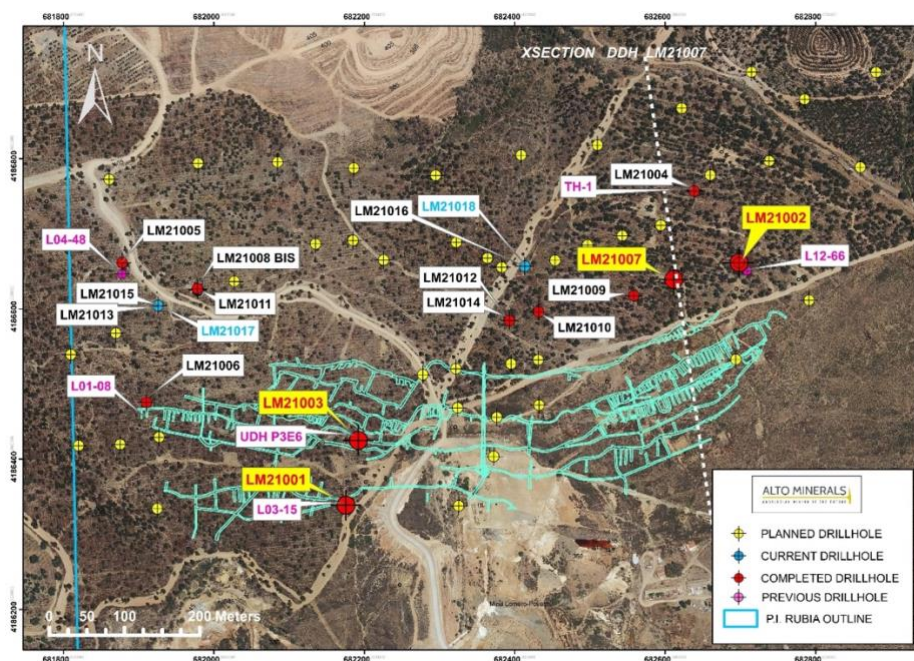 681800
682000
682200
682400
682600
682800
XSECTION DDH LM21007
N
4186800
LM21004
TH-1
LM21018
LM21016
LM21005
L04-48
LM21002
LM21008 BIS
LM21007
L12-66
LM21012
LM21009
LM21015
LM21011
LM21014
LM21013
4186600
LM21017
LM21010
LM21006
L01-08
LM21003
UDH P3E6
4186400
LM21001
L03-15
ALTO MINERALS
PLANNED DRILLHOLE
CURRENT DRILLHOLE
COMPLETED DRILLHOLE
PREVIOUS DRILLHOLE
P.I. RUBIA OUTLINE
4186200
0 50 100 200 Meters
681800
682000
682200
682400
682600
682800